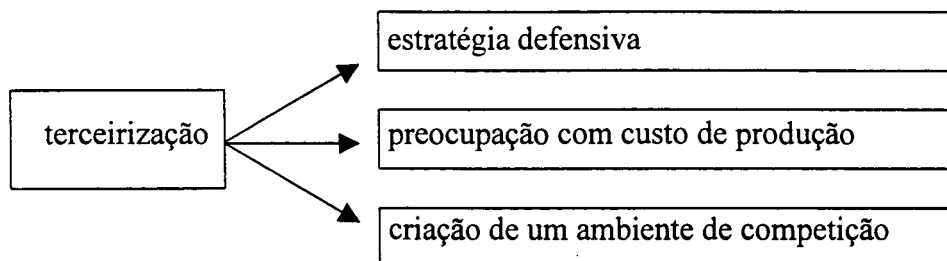 estratégia defensiva
terceirização
preocupação com custo de produção
criação de um ambiente de competição